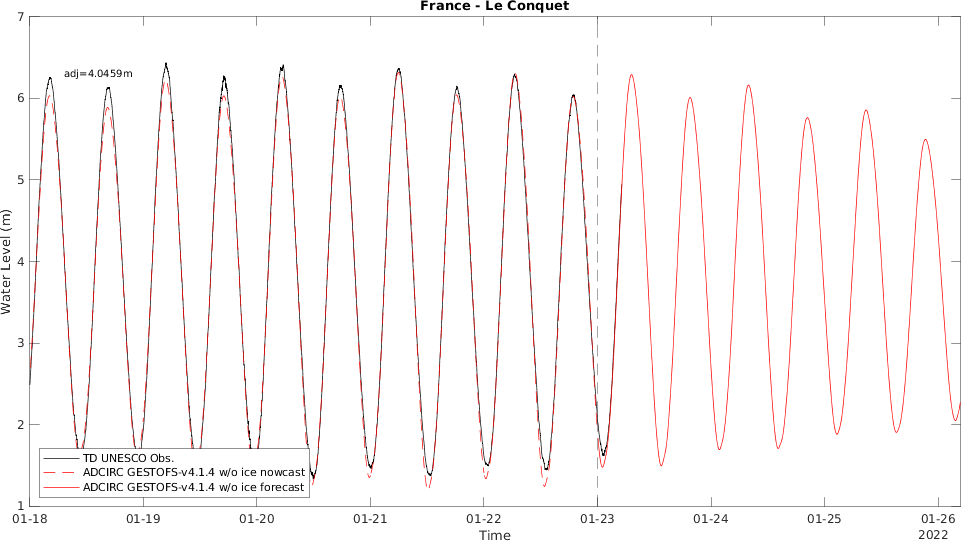 France - Le Conquet
7
6
5
4
3
2
1
Water Level (m)
adj=4.0459m
TD UNESCO Obs.
ADCIRC GESTOFS-v4.1.4 w/o ice nowcast
ADCIRC GESTOFS-v4.1.4 w/o ice forecast
01-18 01-19 01-20 01-21 01-22 01-23 01-24 01-25 01-26
Time 2022